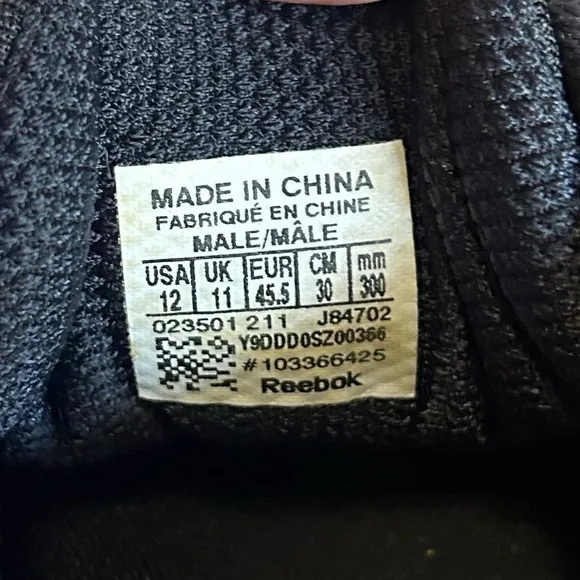 MADE IN CHINA
FABRIQUÉ EN CHINE
MALE/MÂLE
USA UK EUR CM mm
12 11 45.5 30 300
023501 211 J84702
Y9DDD0SZ00366
#103366425
Reebok